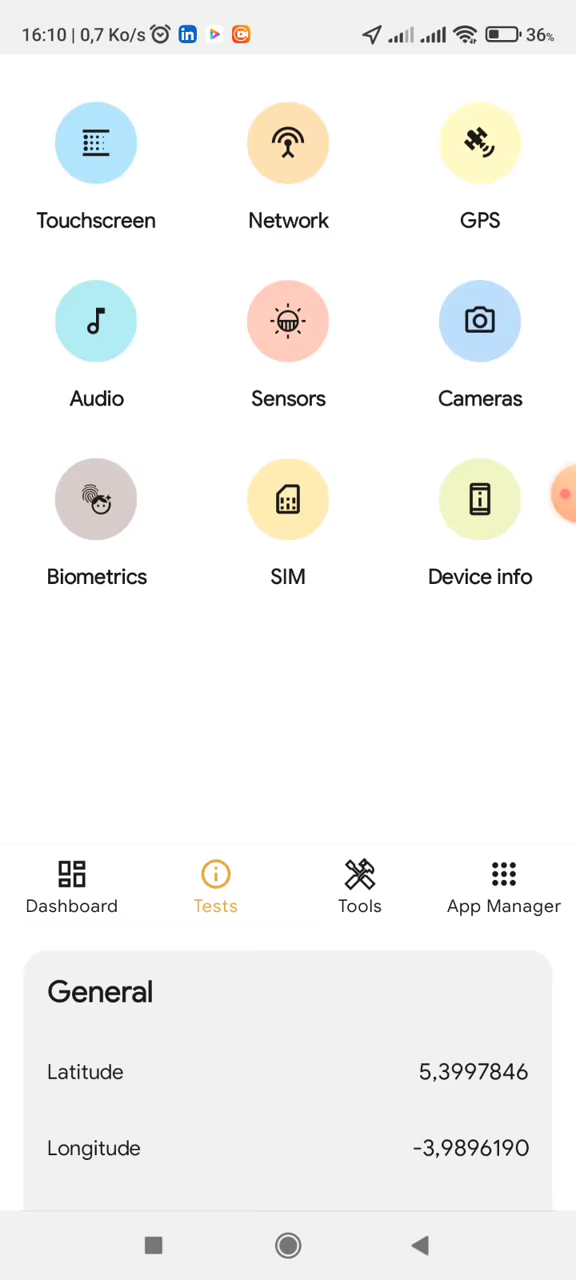 16:10 | 0,7 Ko/s 36%
Touchscreen Network GPS
Audio Sensors Cameras
Biometrics SIM Device info
Dashboard Tests Tools App Manager
General
Latitude 5,3997846
Longitude -3,9896190